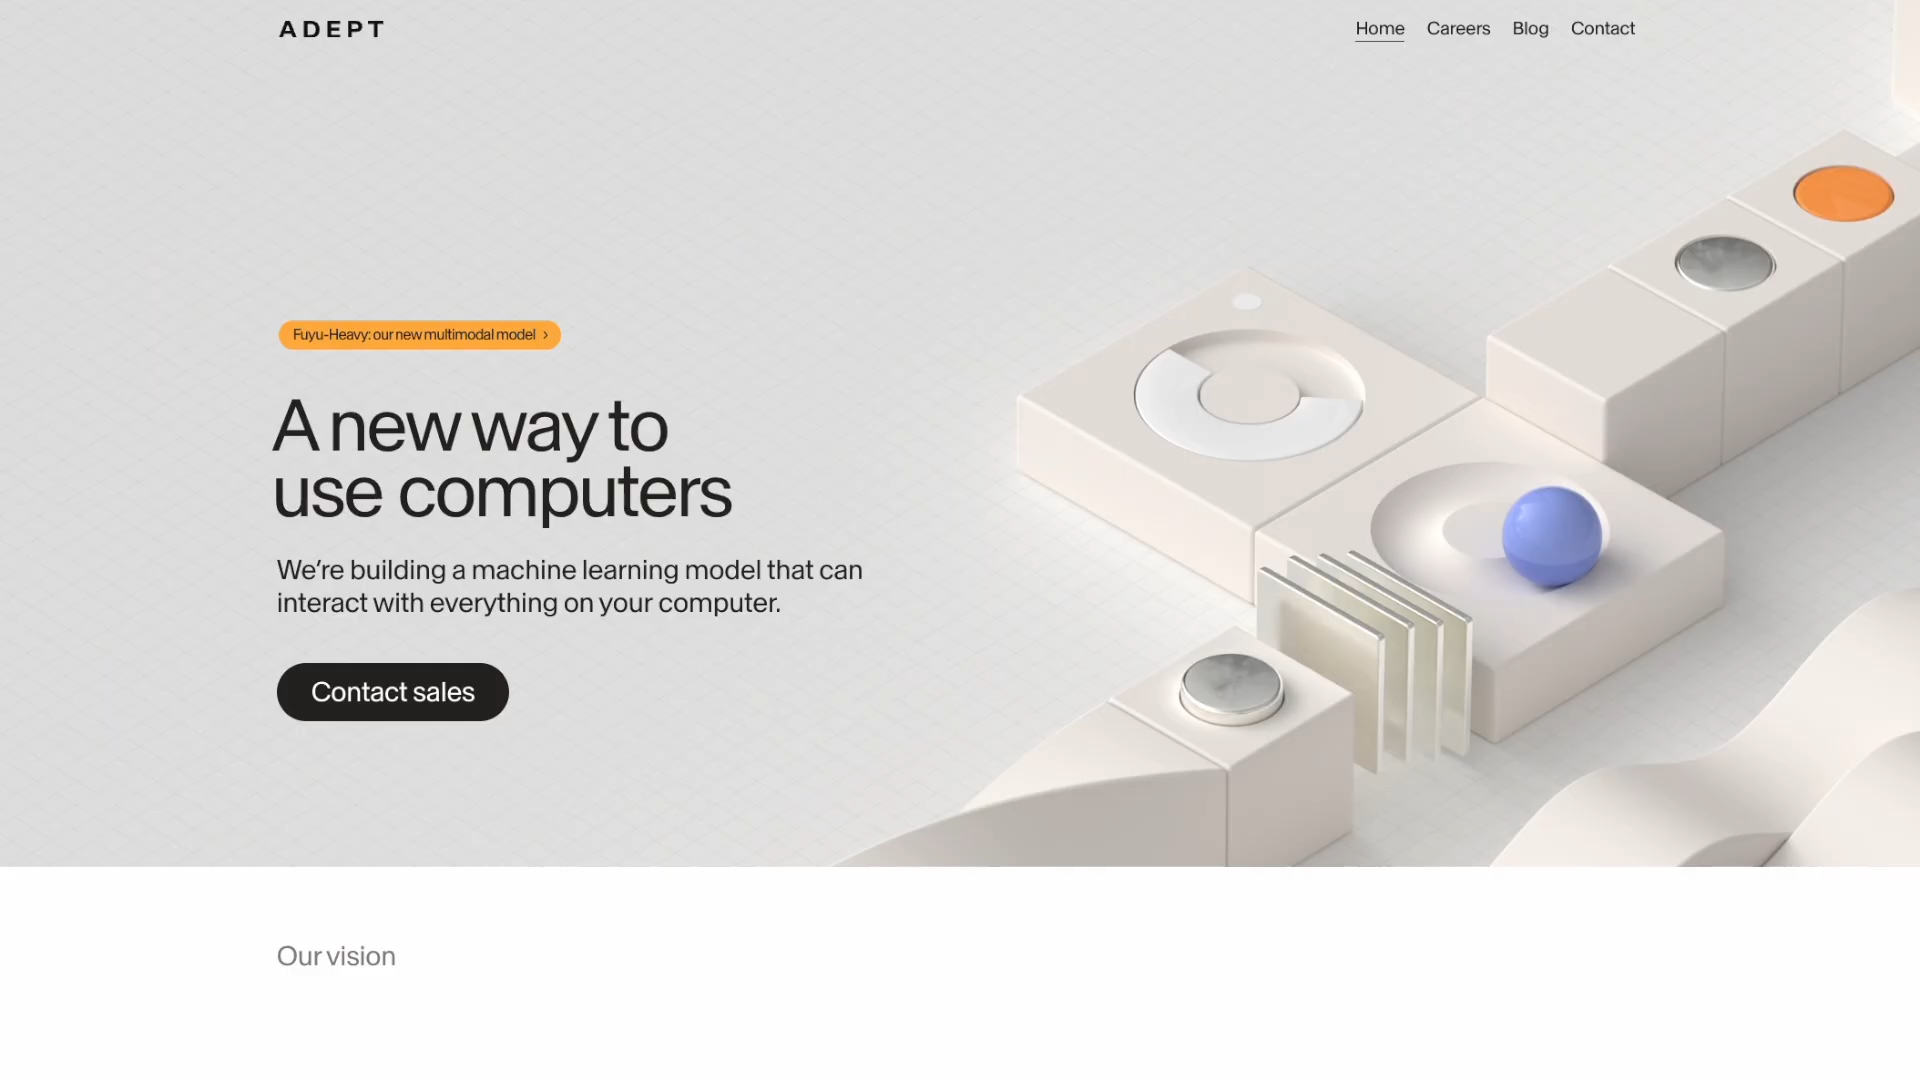 ADEPT
Home Careers Blog Contact
Fuyu-Heavy: our new multimodal model ›
A new way to
use computers
We’re building a machine learning model that can
interact with everything on your computer.
Contact sales
Our vision